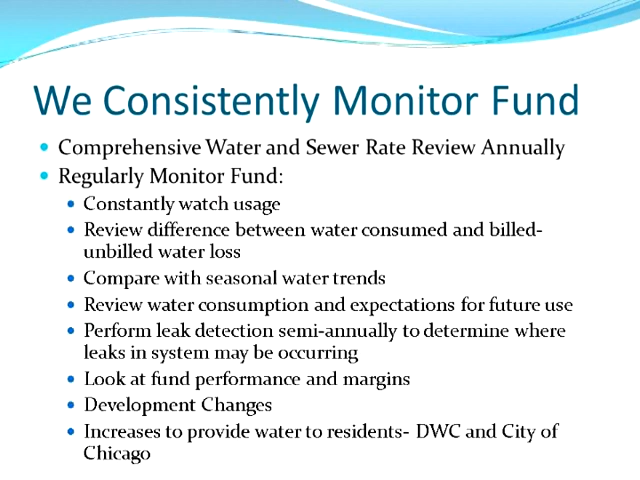 We Consistently Monitor Fund
• Comprehensive Water and Sewer Rate Review Annually
• Regularly Monitor Fund:
• Constantly watch usage
• Review difference between water consumed and billed-
unbilled water loss
• Compare with seasonal water trends
• Review water consumption and expectations for future use
• Perform leak detection semi-annually to determine where
leaks in system may be occurring
• Look at fund performance and margins
• Development Changes
• Increases to provide water to residents- DWC and City of
Chicago